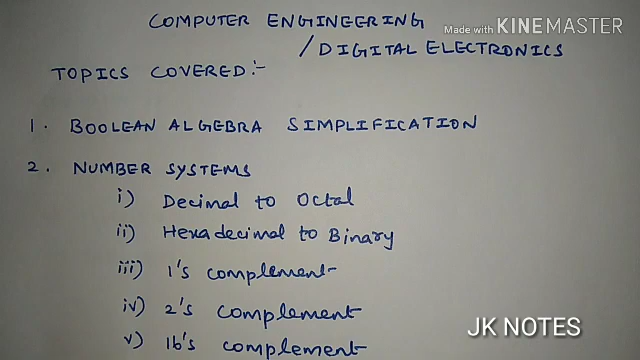 COMPUTER ENGINEERING
Made with KINEMASTER
/DIGITAL ELECTRONICS
TOPICS COVERED:-
1. BOOLEAN ALGEBRA SIMPLIFICATION
2. NUMBER SYSTEMS
i) Decimal to Octal
ii) Hexadecimal to Binary
iii) 1's complement
iv) 2's complement
v) 16's complement
JK NOTES